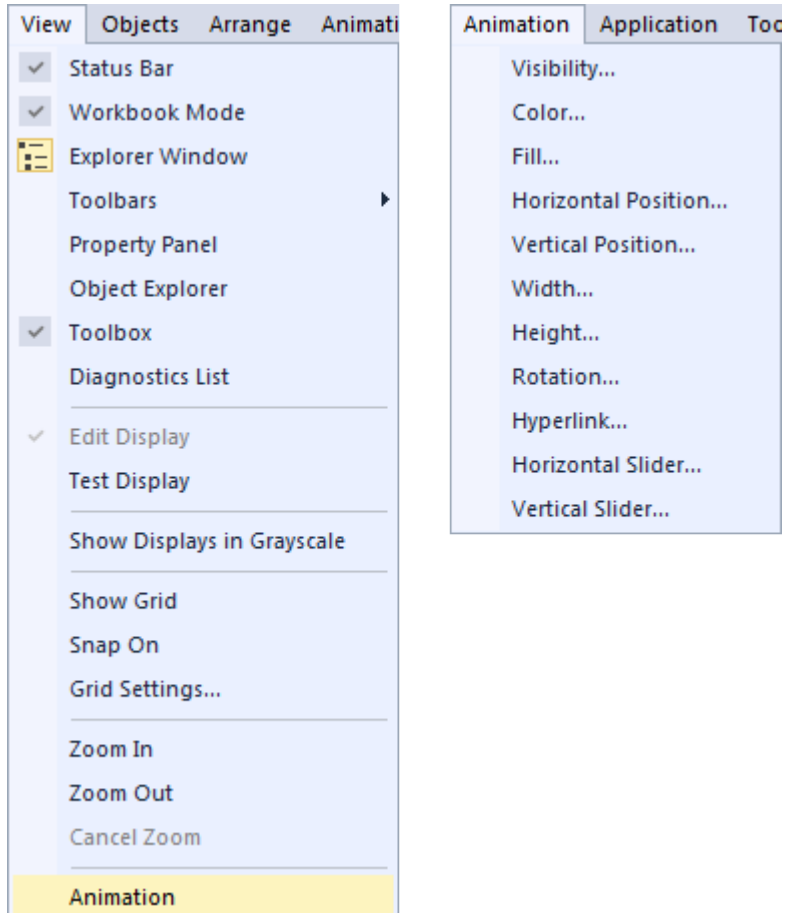 View Objects Arrange Animati
Status Bar
Workbook Mode
Explorer Window
Toolbars
Property Panel
Object Explorer
Toolbox
Diagnostics List
Edit Display
Test Display
Show Displays in Grayscale
Show Grid
Snap On
Grid Settings...
Zoom In
Zoom Out
Cancel Zoom
Animation
Animation Application Too
Visibility...
Color...
Fill...
Horizontal Position...
Vertical Position...
Width...
Height...
Rotation...
Hyperlink...
Horizontal Slider...
Vertical Slider...